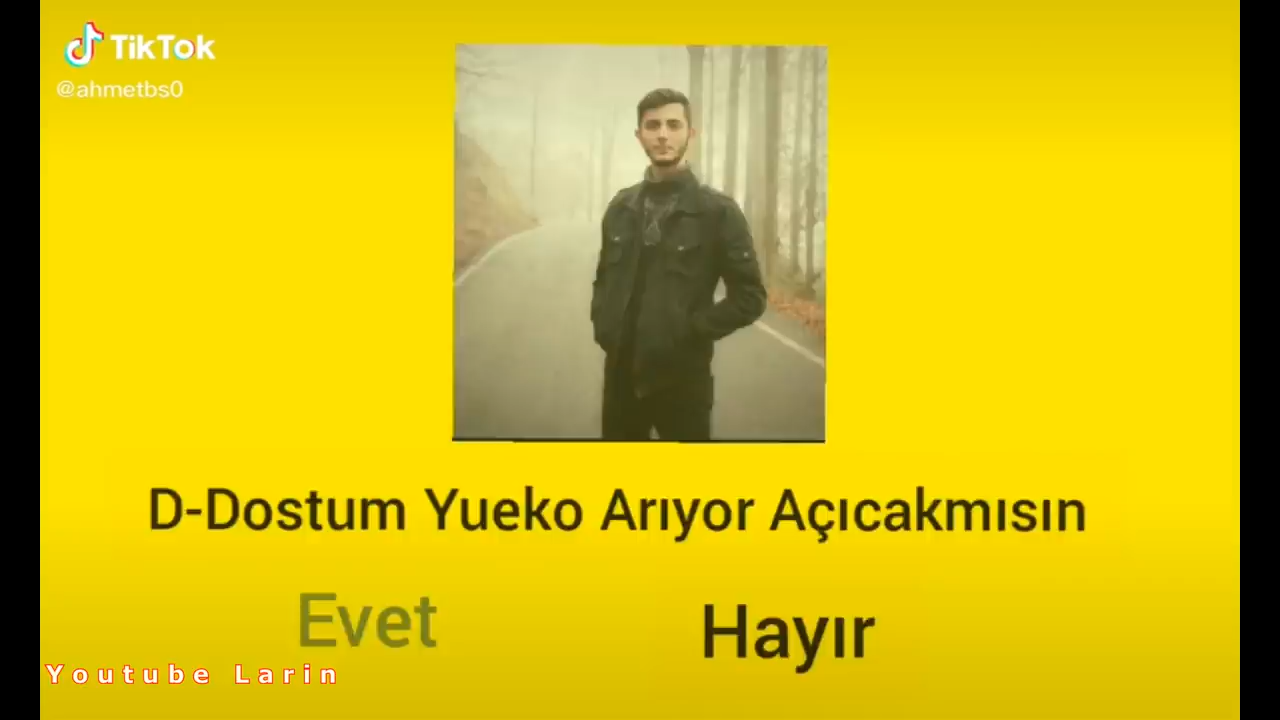 TikTok
@ahmetbs0
D-Dostum Yueko Arıyor Açıcakmısın
Evet
Hayır
Youtube Larin